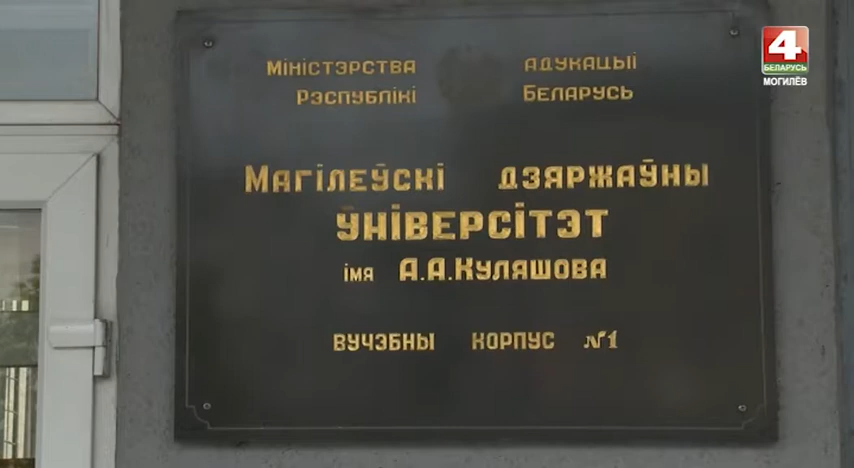 Міністэрства адукацыі
Рэспублікі Беларусь
Магілеўскі дзяржаўны
ўніверсітэт
імя А.А.Куляшова
вучэбны корпус №1
4
БЕЛАРУСЬ
МОГИЛЁВ